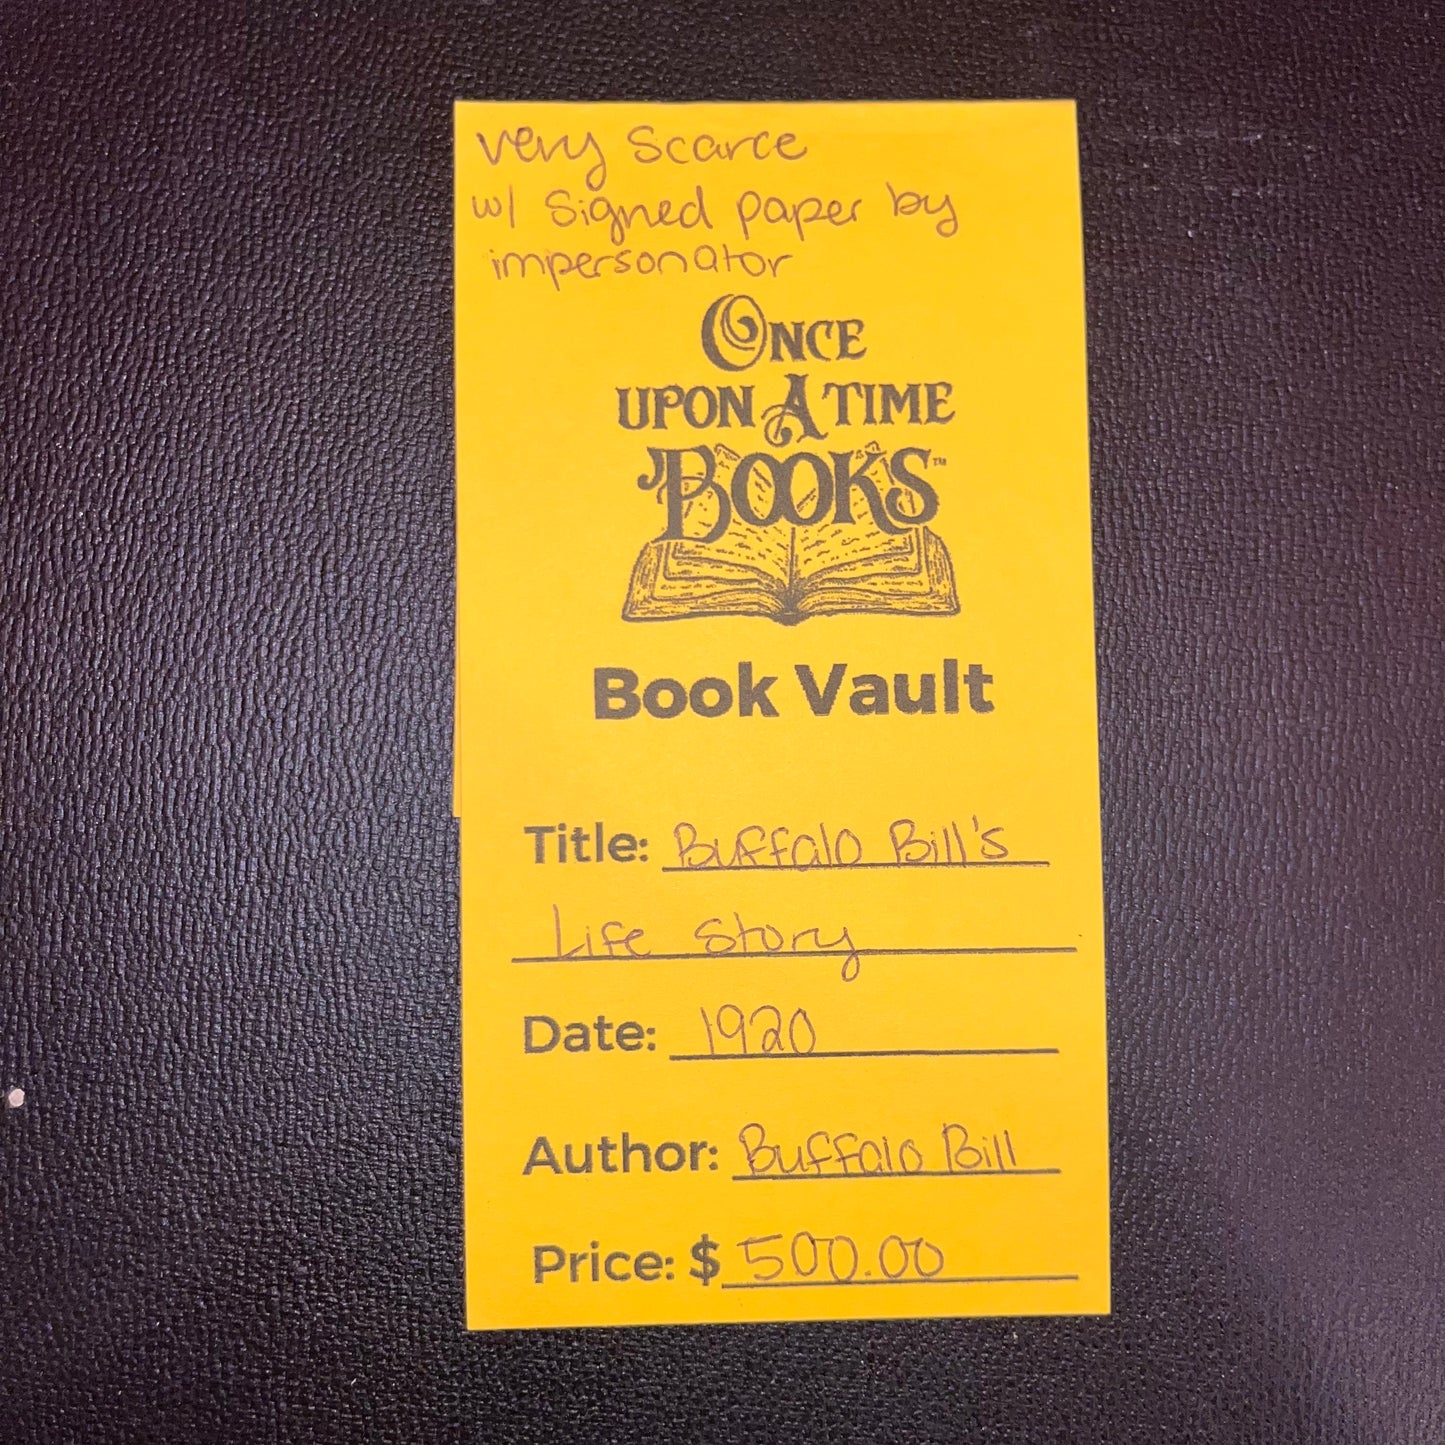 very Scarce
w/ Signed paper by
impersonator
ONCE
UPON A TIME
BOOKS™
Book Vault
Title: Buffalo Bill's
Life Story
Date: 1920
Author: Buffalo Bill
Price: $ 500.00